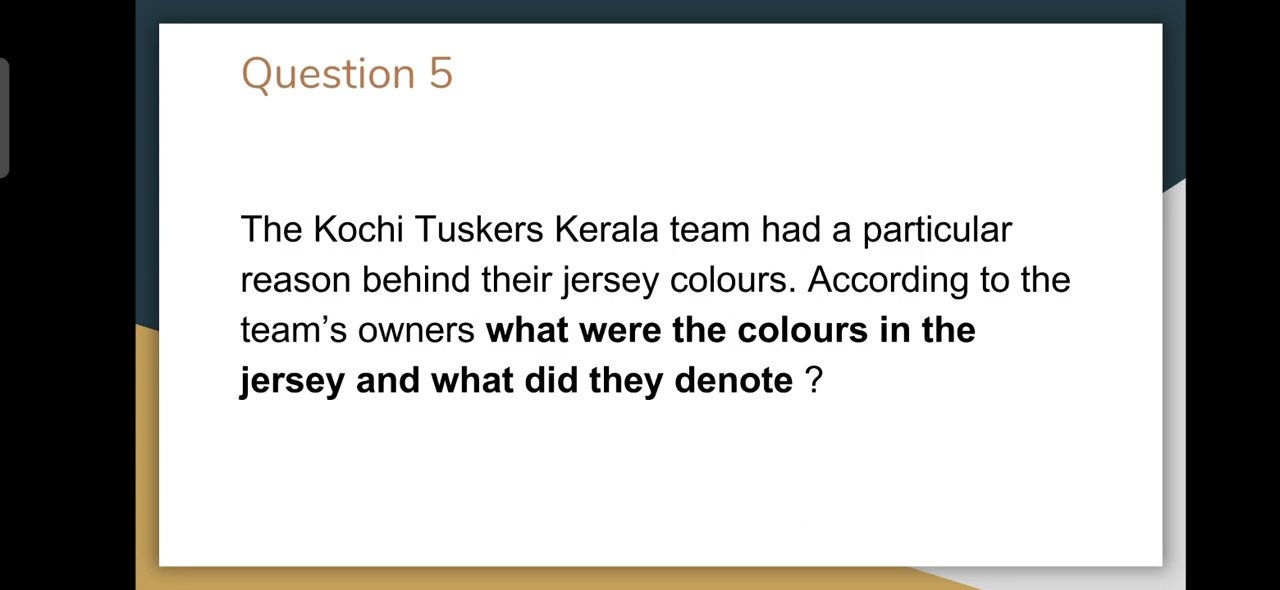 Question 5
The Kochi Tuskers Kerala team had a particular
reason behind their jersey colours. According to the
team’s owners what were the colours in the
jersey and what did they denote ?